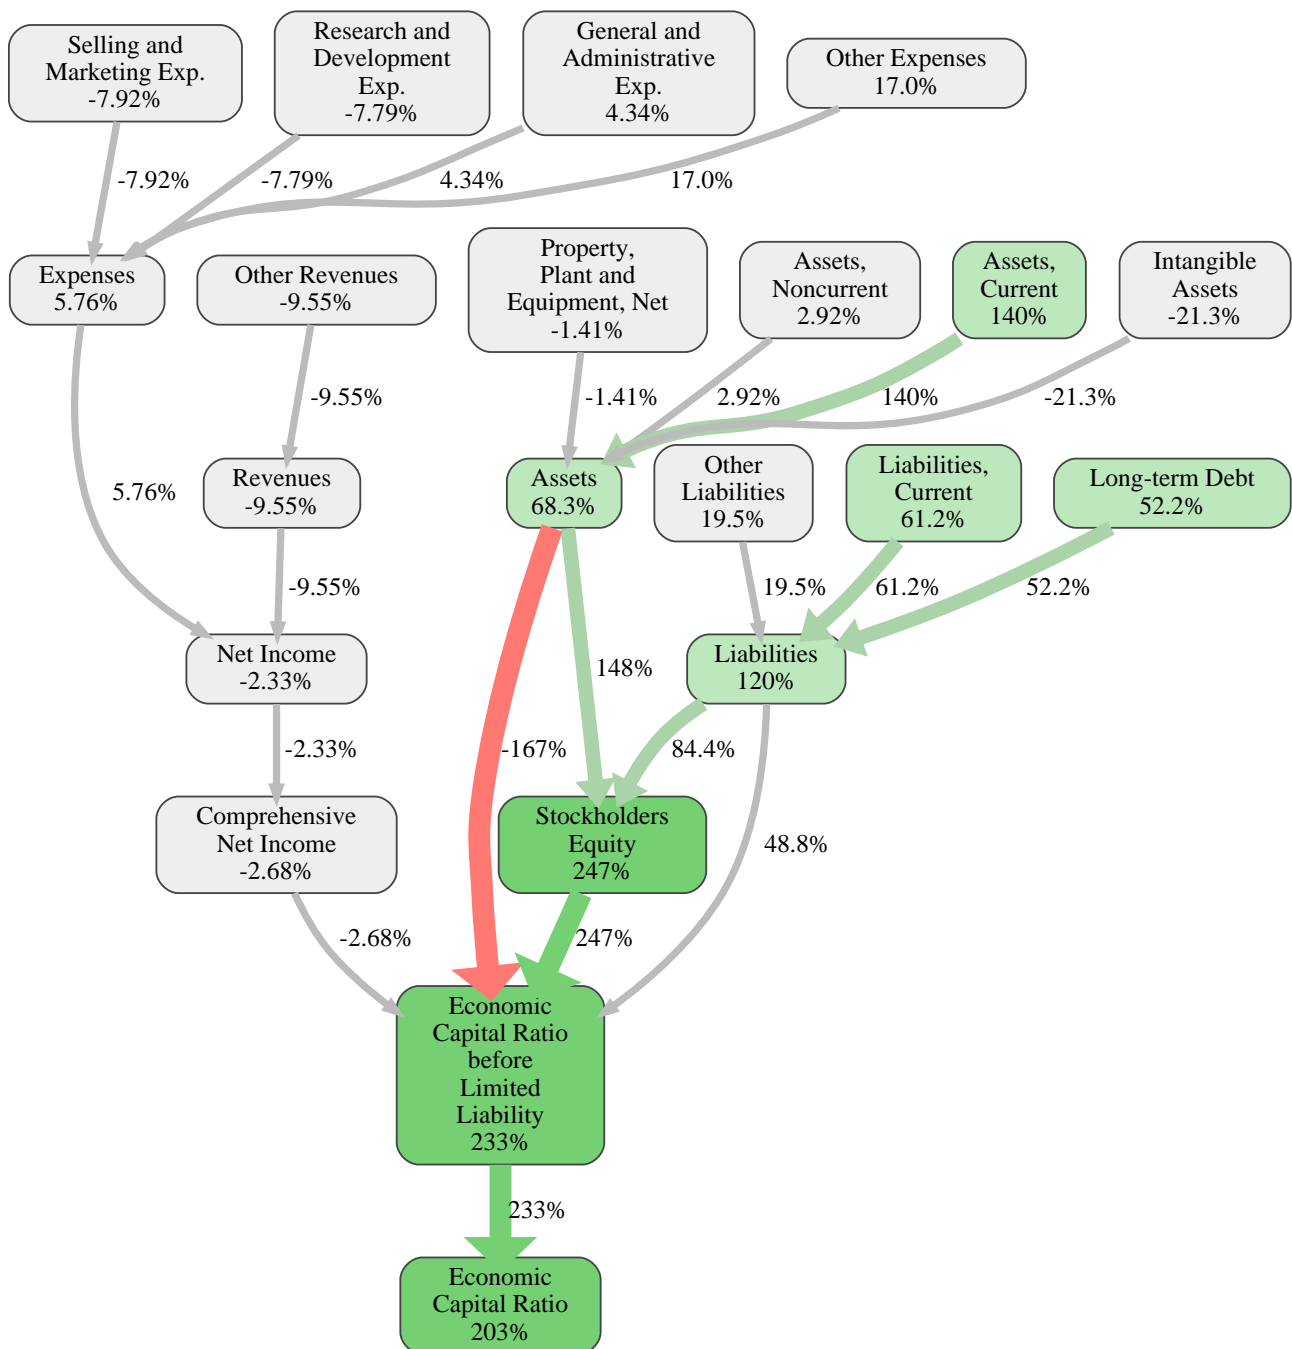 Selling and
Marketing Exp.
-7.92%
Research and
Development
Exp.
-7.79%
General and
Administrative
Exp.
4.34%
Other Expenses
17.0%
-7.92%
-7.79%
4.34%
17.0%
Expenses
5.76%
Other Revenues
-9.55%
Property,
Plant and
Equipment, Net
-1.41%
Assets,
Noncurrent
2.92%
Assets,
Current
140%
Intangible
Assets
-21.3%
-9.55%
-1.41%
2.92%
140%
-21.3%
Revenues
-9.55%
Assets
68.3%
Other
Liabilities
19.5%
Liabilities,
Current
61.2%
Long-term Debt
52.2%
5.76%
-9.55%
19.5%
61.2%
52.2%
Net Income
-2.33%
148%
Liabilities
120%
-2.33%
-167%
84.4%
Comprehensive
Net Income
-2.68%
Stockholders
Equity
247%
48.8%
-2.68%
247%
Economic
Capital Ratio
before
Limited
Liability
233%
233%
Economic
Capital Ratio
203%